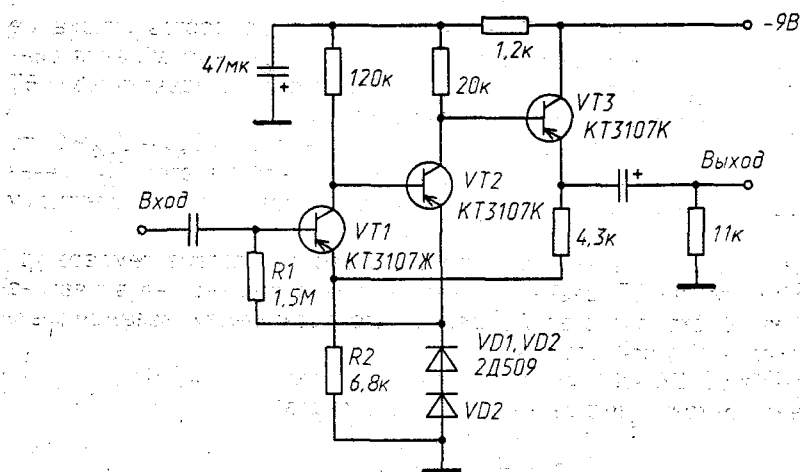 -9В
47мк
+
120к
20к
1,2к
VT3
КТ3107К
Вход
VT2
КТ3107К
Выход
+
VT1
КТ3107Ж
4,3к
11к
R1
1,5М
R2
6,8к
VD1,VD2
2Д509
VD2